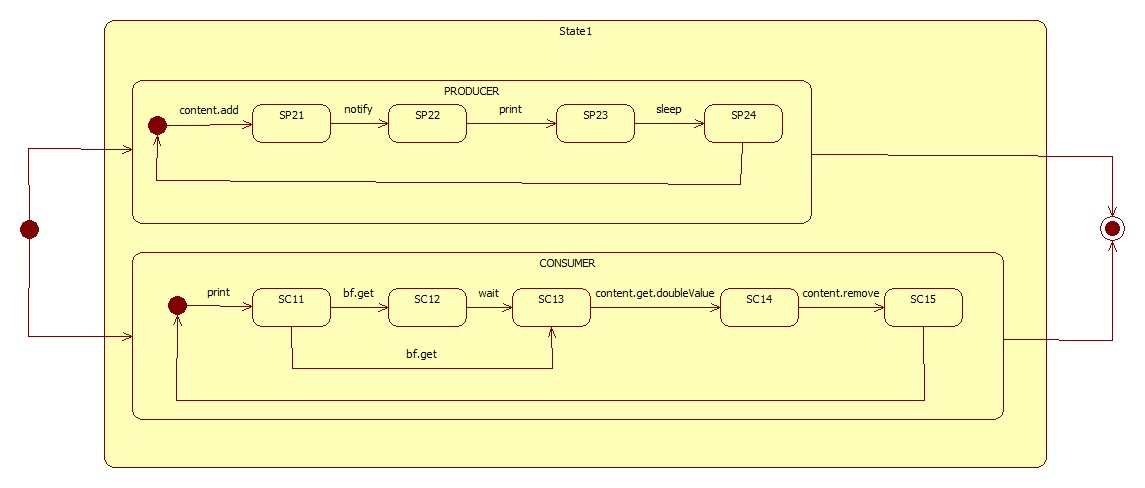 State1
PRODUCER
content.add
SP21
notify
SP22
print
SP23
sleep
SP24
CONSUMER
print
SC11
bf.get
SC12
wait
SC13
content.get.doubleValue
SC14
content.remove
SC15
bf.get